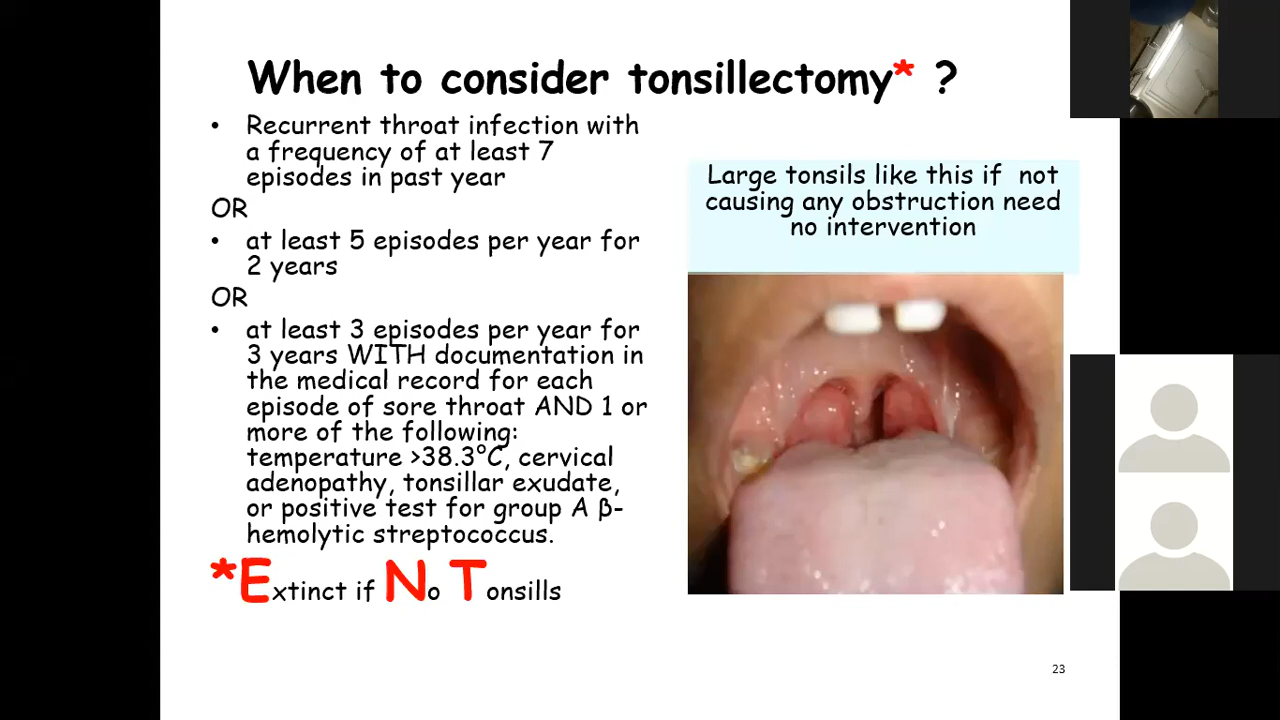 When to consider tonsillectomy* ?
• Recurrent throat infection with
a frequency of at least 7
episodes in past year
OR
• at least 5 episodes per year for
2 years
OR
• at least 3 episodes per year for
3 years WITH documentation in
the medical record for each
episode of sore throat AND 1 or
more of the following:
temperature >38.3°C, cervical
adenopathy, tonsillar exudate,
or positive test for group A β-
hemolytic streptococcus.
*Extinct if No Tonsills
Large tonsils like this if not
causing any obstruction need
no intervention
23